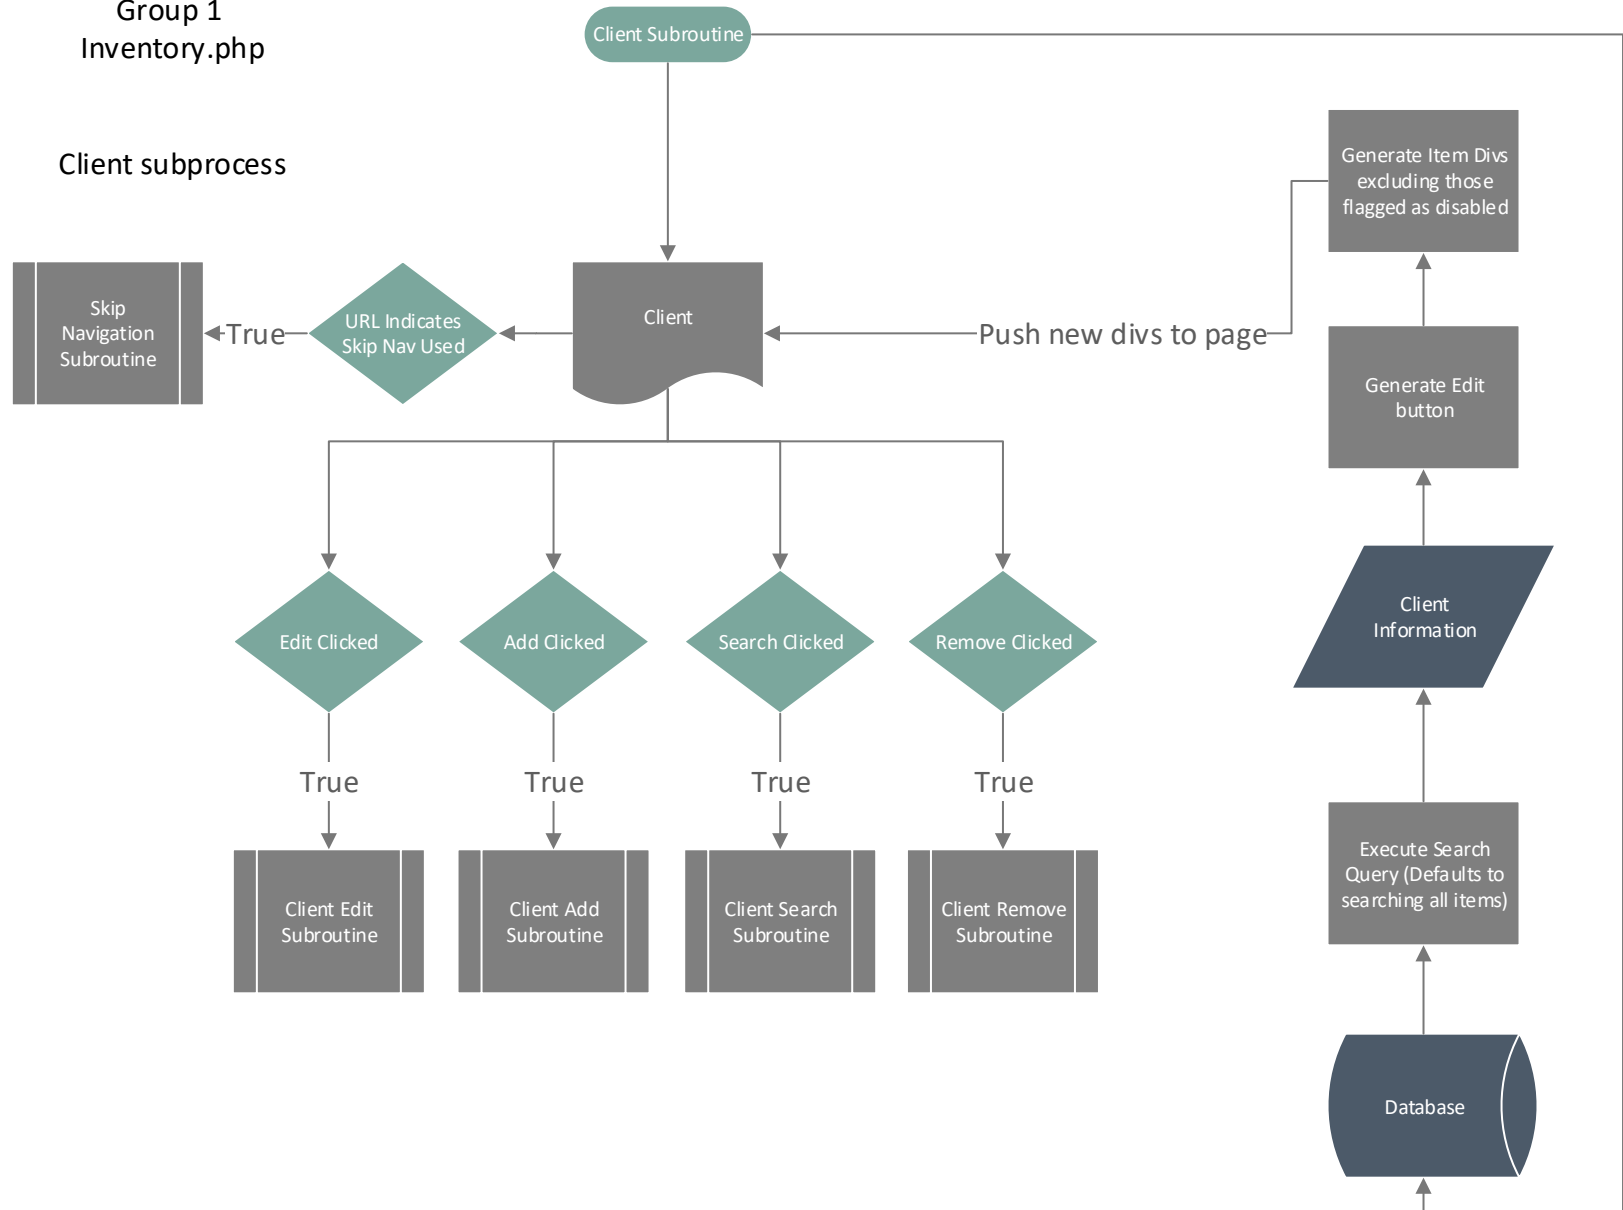 Group 1
Inventory.php
Client Subroutine
Client subprocess
Generate Item Divs
excluding those
flagged as disabled
Skip
Navigation
Subroutine
True
URL Indicates
Skip Nav Used
Client
Push new divs to page
Generate Edit
button
Client
Information
Edit Clicked
Add Clicked
Search Clicked
Remove Clicked
True
True
True
True
Client Edit
Subroutine
Client Add
Subroutine
Client Search
Subroutine
Client Remove
Subroutine
Execute Search
Query (Defaults to
searching all items)
Database